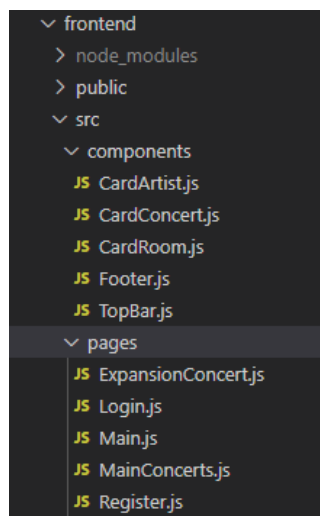 frontend
node_modules
public
src
components
JS CardArtist.js
JS CardConcert.js
JS CardRoom.js
JS Footer.js
JS TopBar.js
pages
JS ExpansionConcert.js
JS Login.js
JS Main.js
JS MainConcerts.js
JS Register.js